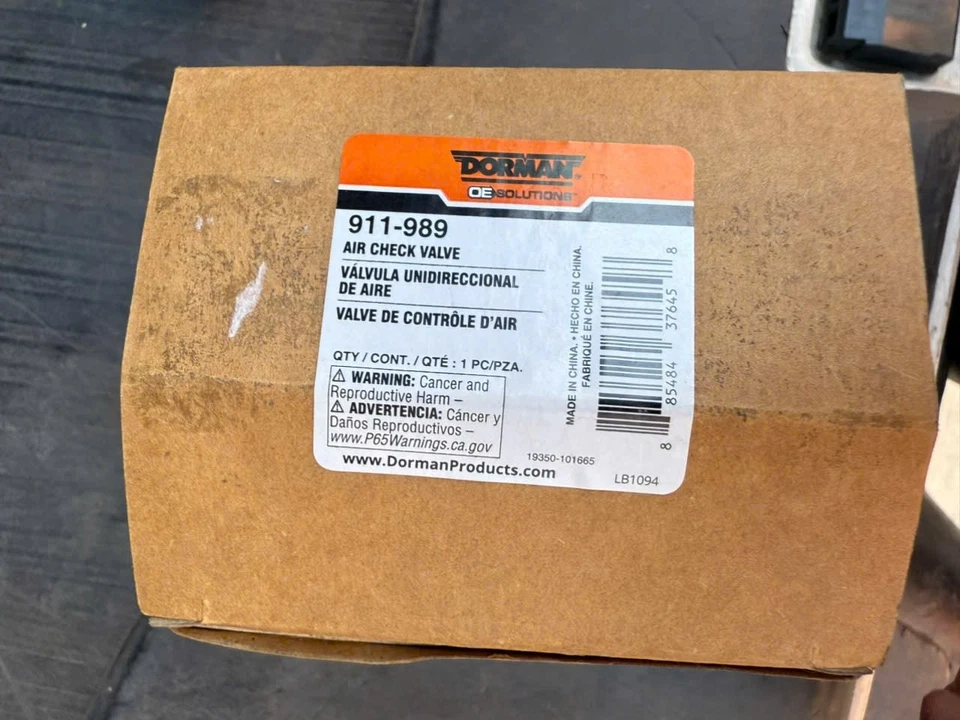 DORMAN
OE SOLUTIONS™
911-989
AIR CHECK VALVE
VÁLVULA UNIDIRECCIONAL
DE AIRE
VALVE DE CONTRÔLE D'AIR
QTY / CONT. / QTÉ : 1 PC/PZA.
⚠ WARNING: Cancer and
Reproductive Harm –
⚠ ADVERTENCIA: Cáncer y
Daños Reproductivos –
www.P65Warnings.ca.gov
www.DormanProducts.com
MADE IN CHINA. • HECHO EN CHINA.
FABRIQUÉ EN CHINE.
8 85484 37645 8
19350-101665
LB1094